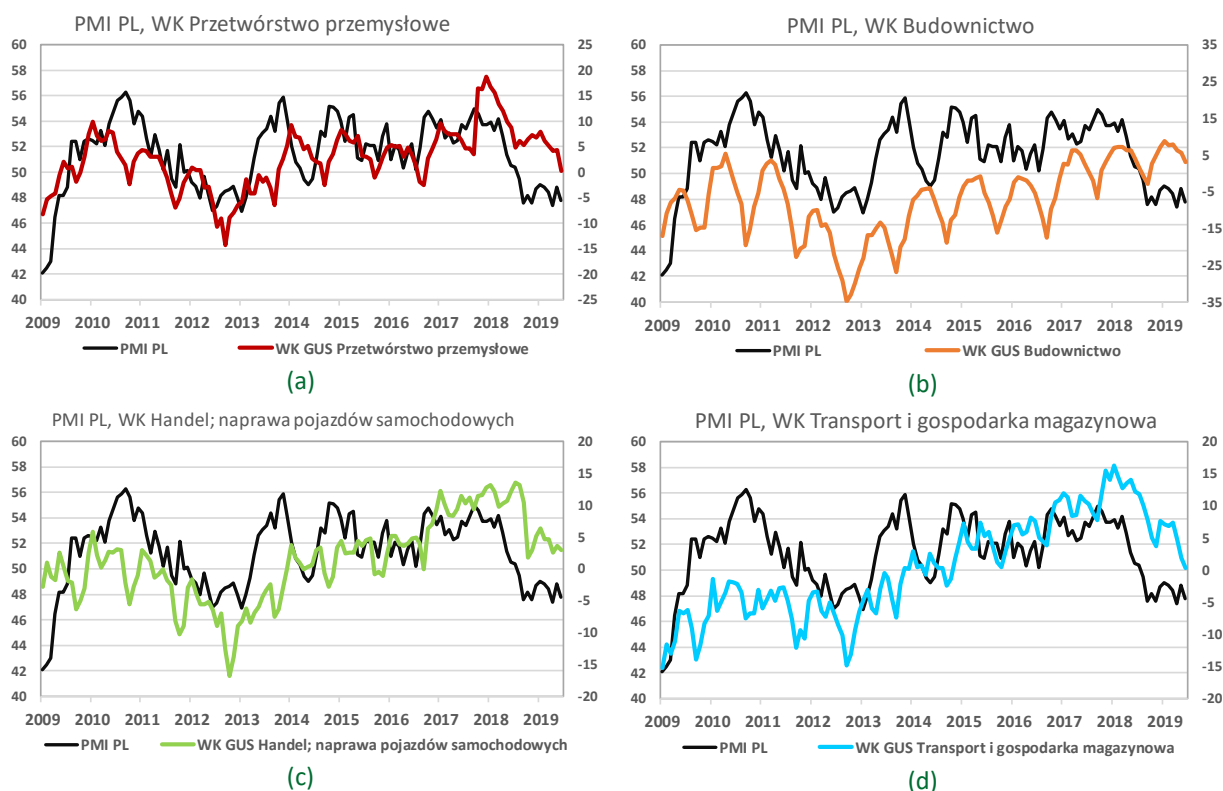 PMI PL, WK Przetwórstwo przemysłowe
60 25
58 20
56 15
54 10
52 5
50 0
48 -5
46 -10
44 -15
42 -20
40 -25
2009 2010 2011 2012 2013 2014 2015 2016 2017 2018 2019
PMI PL WK GUS Przetwórstwo przemysłowe
(a)
PMI PL, WK Budownictwo
60 35
58 25
56
54 15
52 5
50
48 -5
46 -15
44
42 -25
40 -35
2009 2010 2011 2012 2013 2014 2015 2016 2017 2018 2019
PMI PL WK GUS Budownictwo
(b)
PMI PL, WK Handel; naprawa pojazdów samochodowych
60 20
58 15
56
54 10
52 5
50 0
48 -5
46 -10
44
42 -15
40 -20
2009 2010 2011 2012 2013 2014 2015 2016 2017 2018 2019
PMI PL WK GUS Handel; naprawa pojazdów samochodowych
(c)
PMI PL, WK Transport i gospodarka magazynowa
60 20
58 15
56
54 10
52 5
50 0
48 -5
46 -10
44
42 -15
40 -20
2009 2010 2011 2012 2013 2014 2015 2016 2017 2018 2019
PMI PL WK GUS Transport i gospodarka magazynowa
(d)